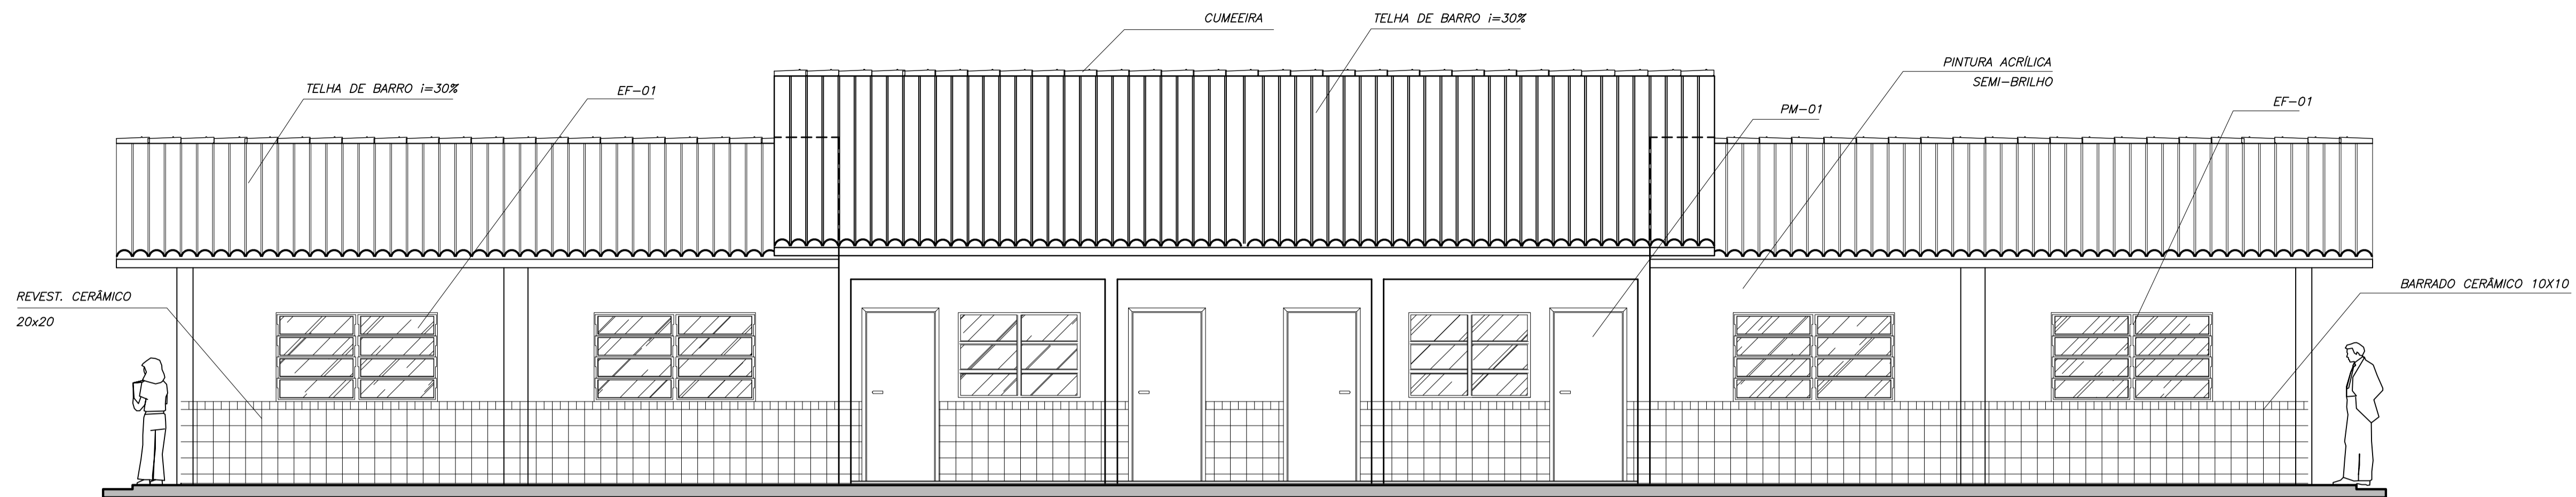 CUMEEIRA
TELHA DE BARRO i=30%
PINTURA ACRÍLICA
SEMI-BRILHO
TELHA DE BARRO i=30%
EF-01
PM-01
EF-01
REVEST. CERÂMICO
20x20
BARRADO CERÂMICO 10X10